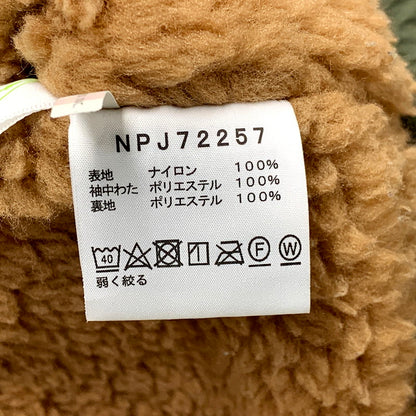 NPJ72257
表地 ナイロン 100%
袖中わた ポリエステル 100%
裏地 ポリエステル 100%
40 F W
弱く絞る